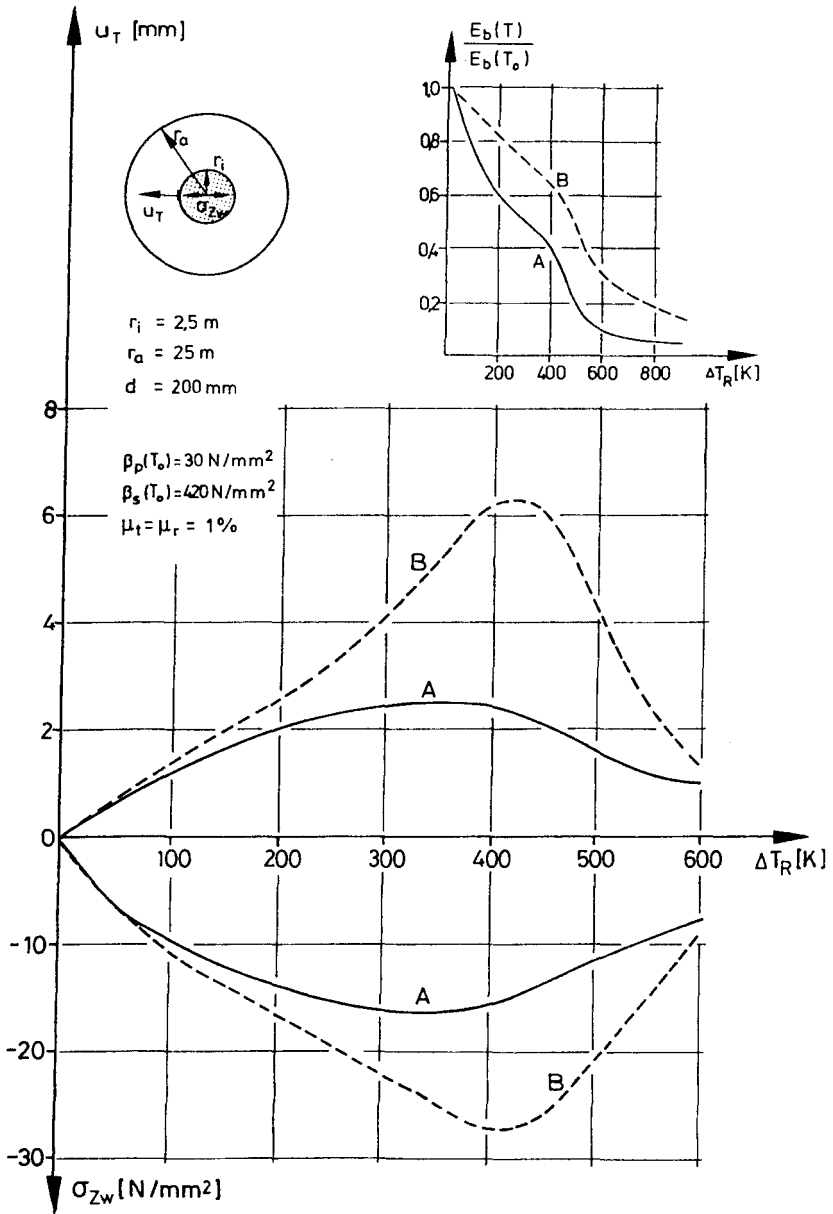 u_T [mm]
E_b(T)
E_b(T_o)
1,0
0,8
0,6
0,4
0,2
B
A
200
400
600
800
ΔT_R [K]
r_a
r_i
u_T
σ_Zw
r_i = 2,5 m
r_a = 25 m
d = 200 mm
β_p(T_o) = 30 N/mm²
β_s(T_o) = 420 N/mm²
μ_t = μ_r = 1%
8
6
4
2
0
B
A
100
200
300
400
500
600
ΔT_R [K]
-10
-20
-30
A
B
σ_Zw [N/mm²]